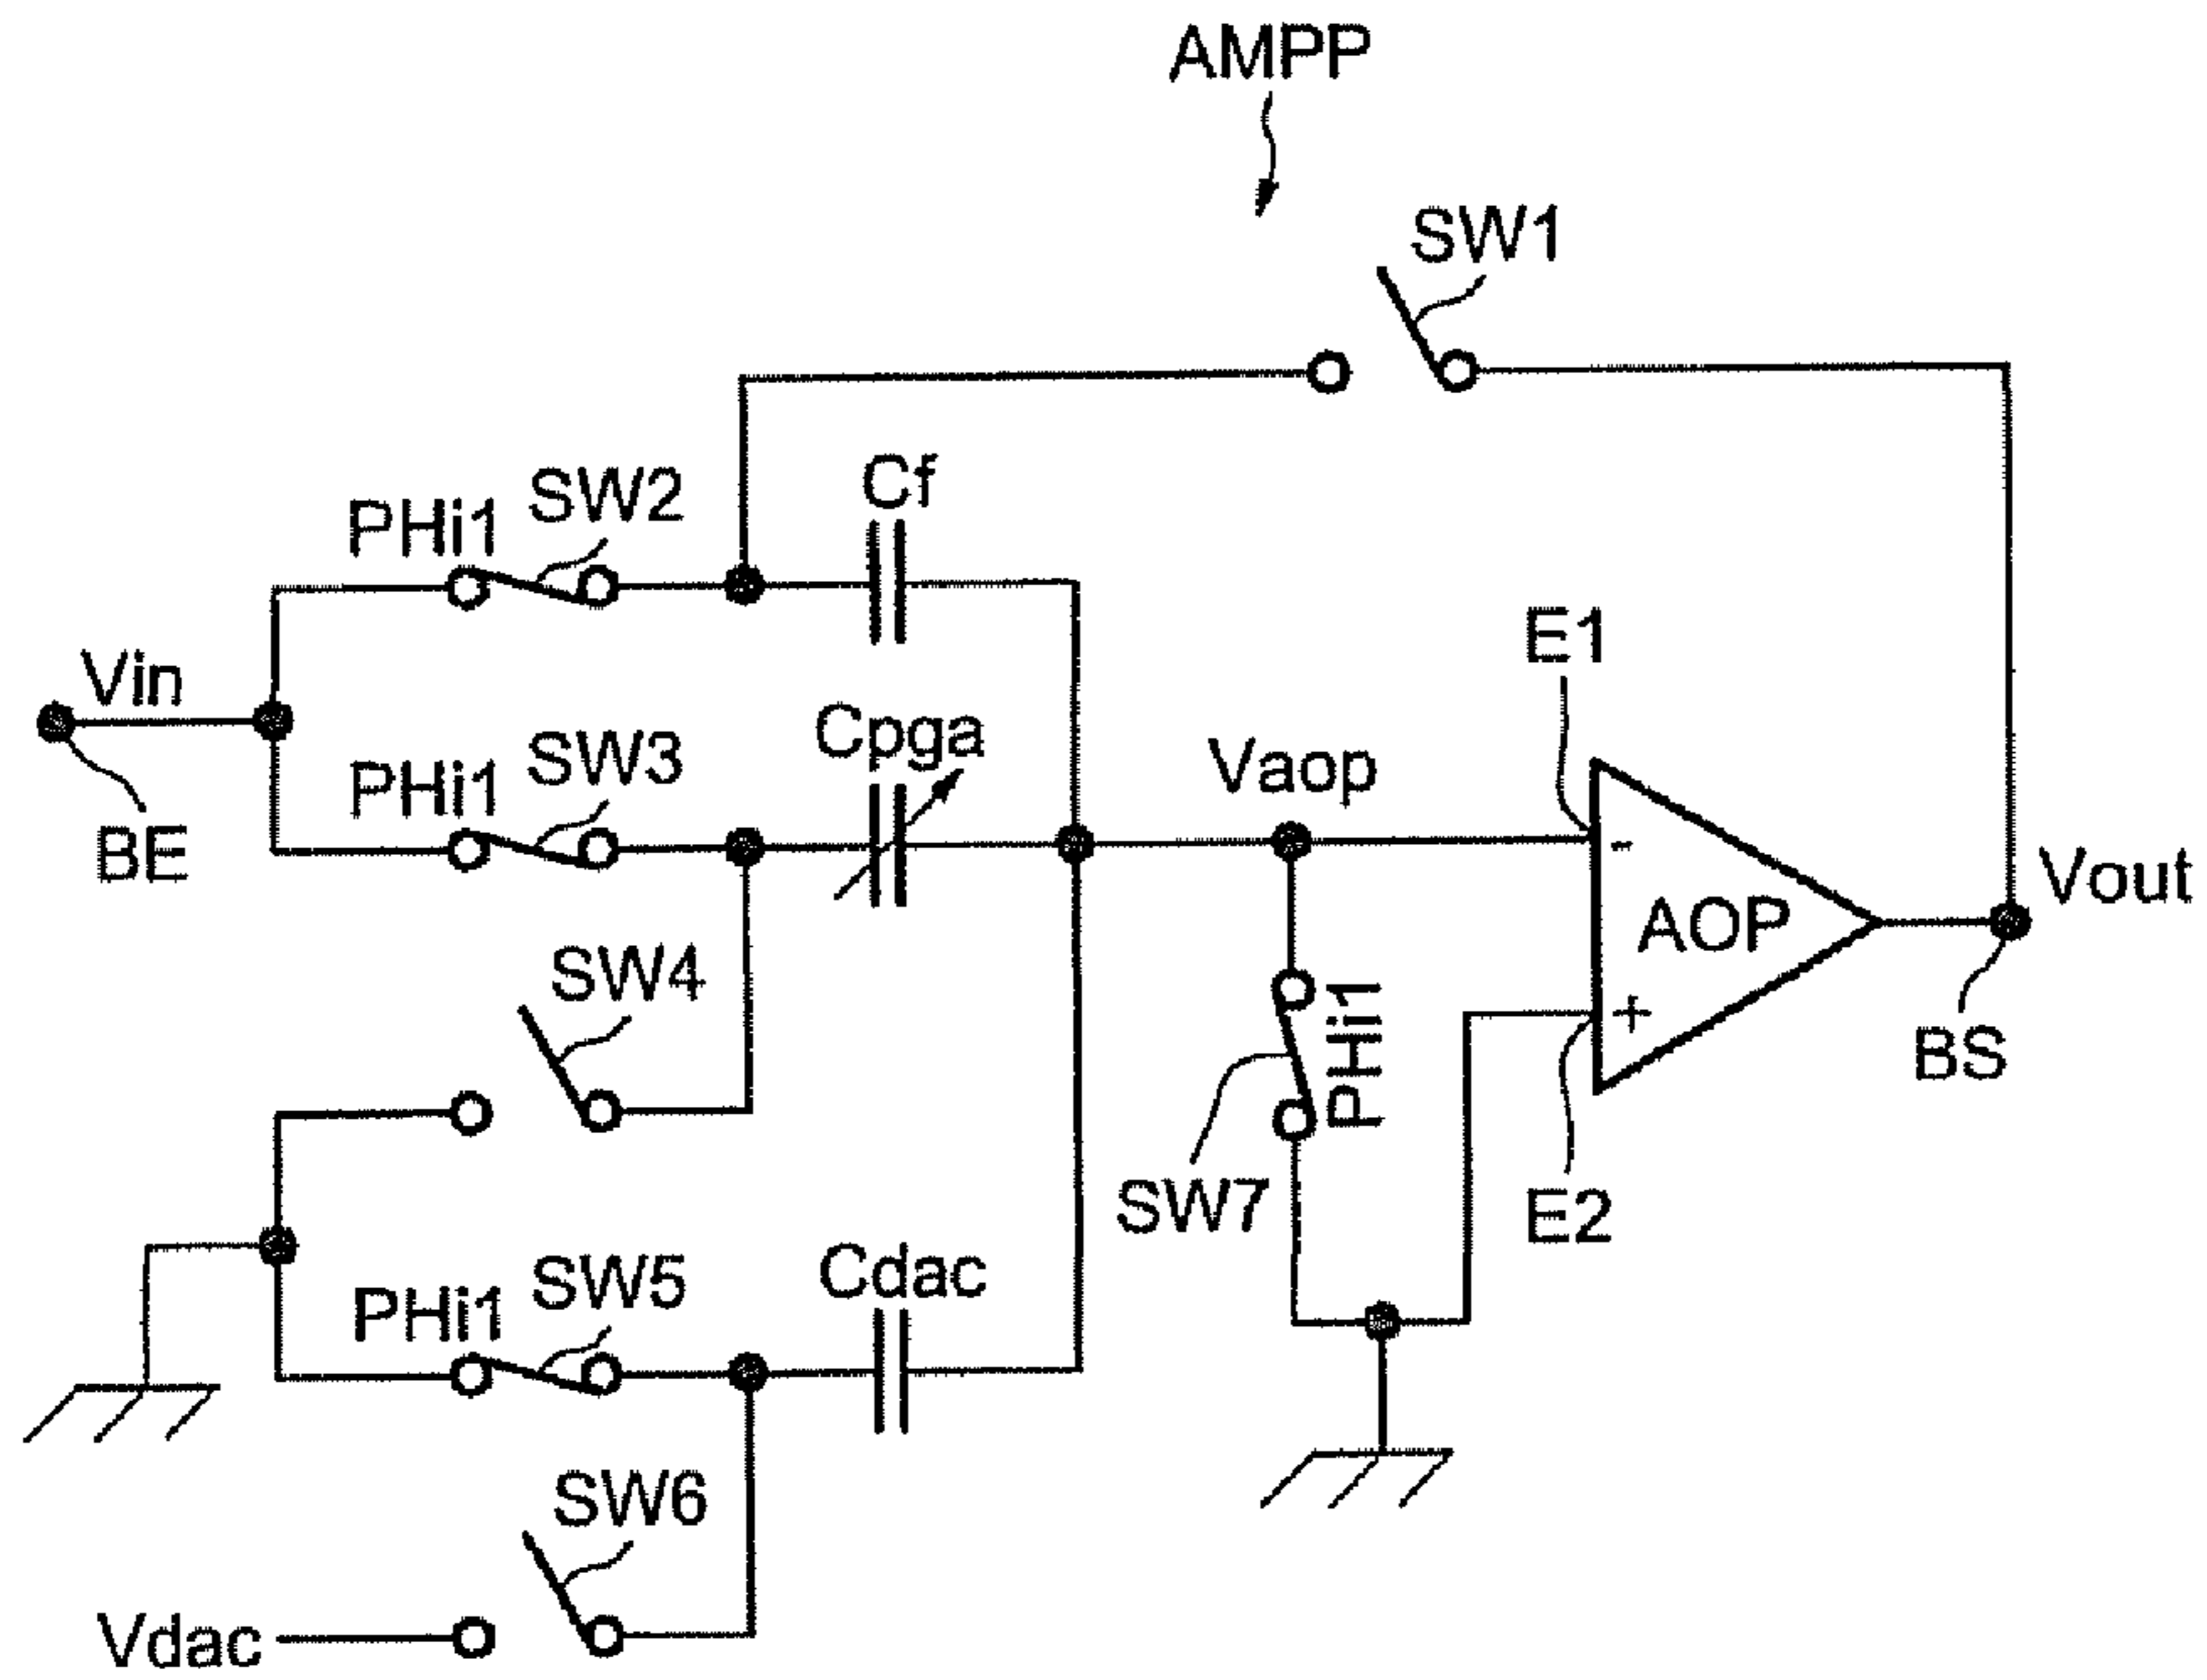 AMPP
SW1
Cf
SW2
PHi1
E1
Vin
Cpga
SW3
PHi1
Vaop
BE
-
AOP
Vout
SW4
PHi1
+
BS
SW7
E2
Cdac
SW5
PHi1
SW6
Vdac